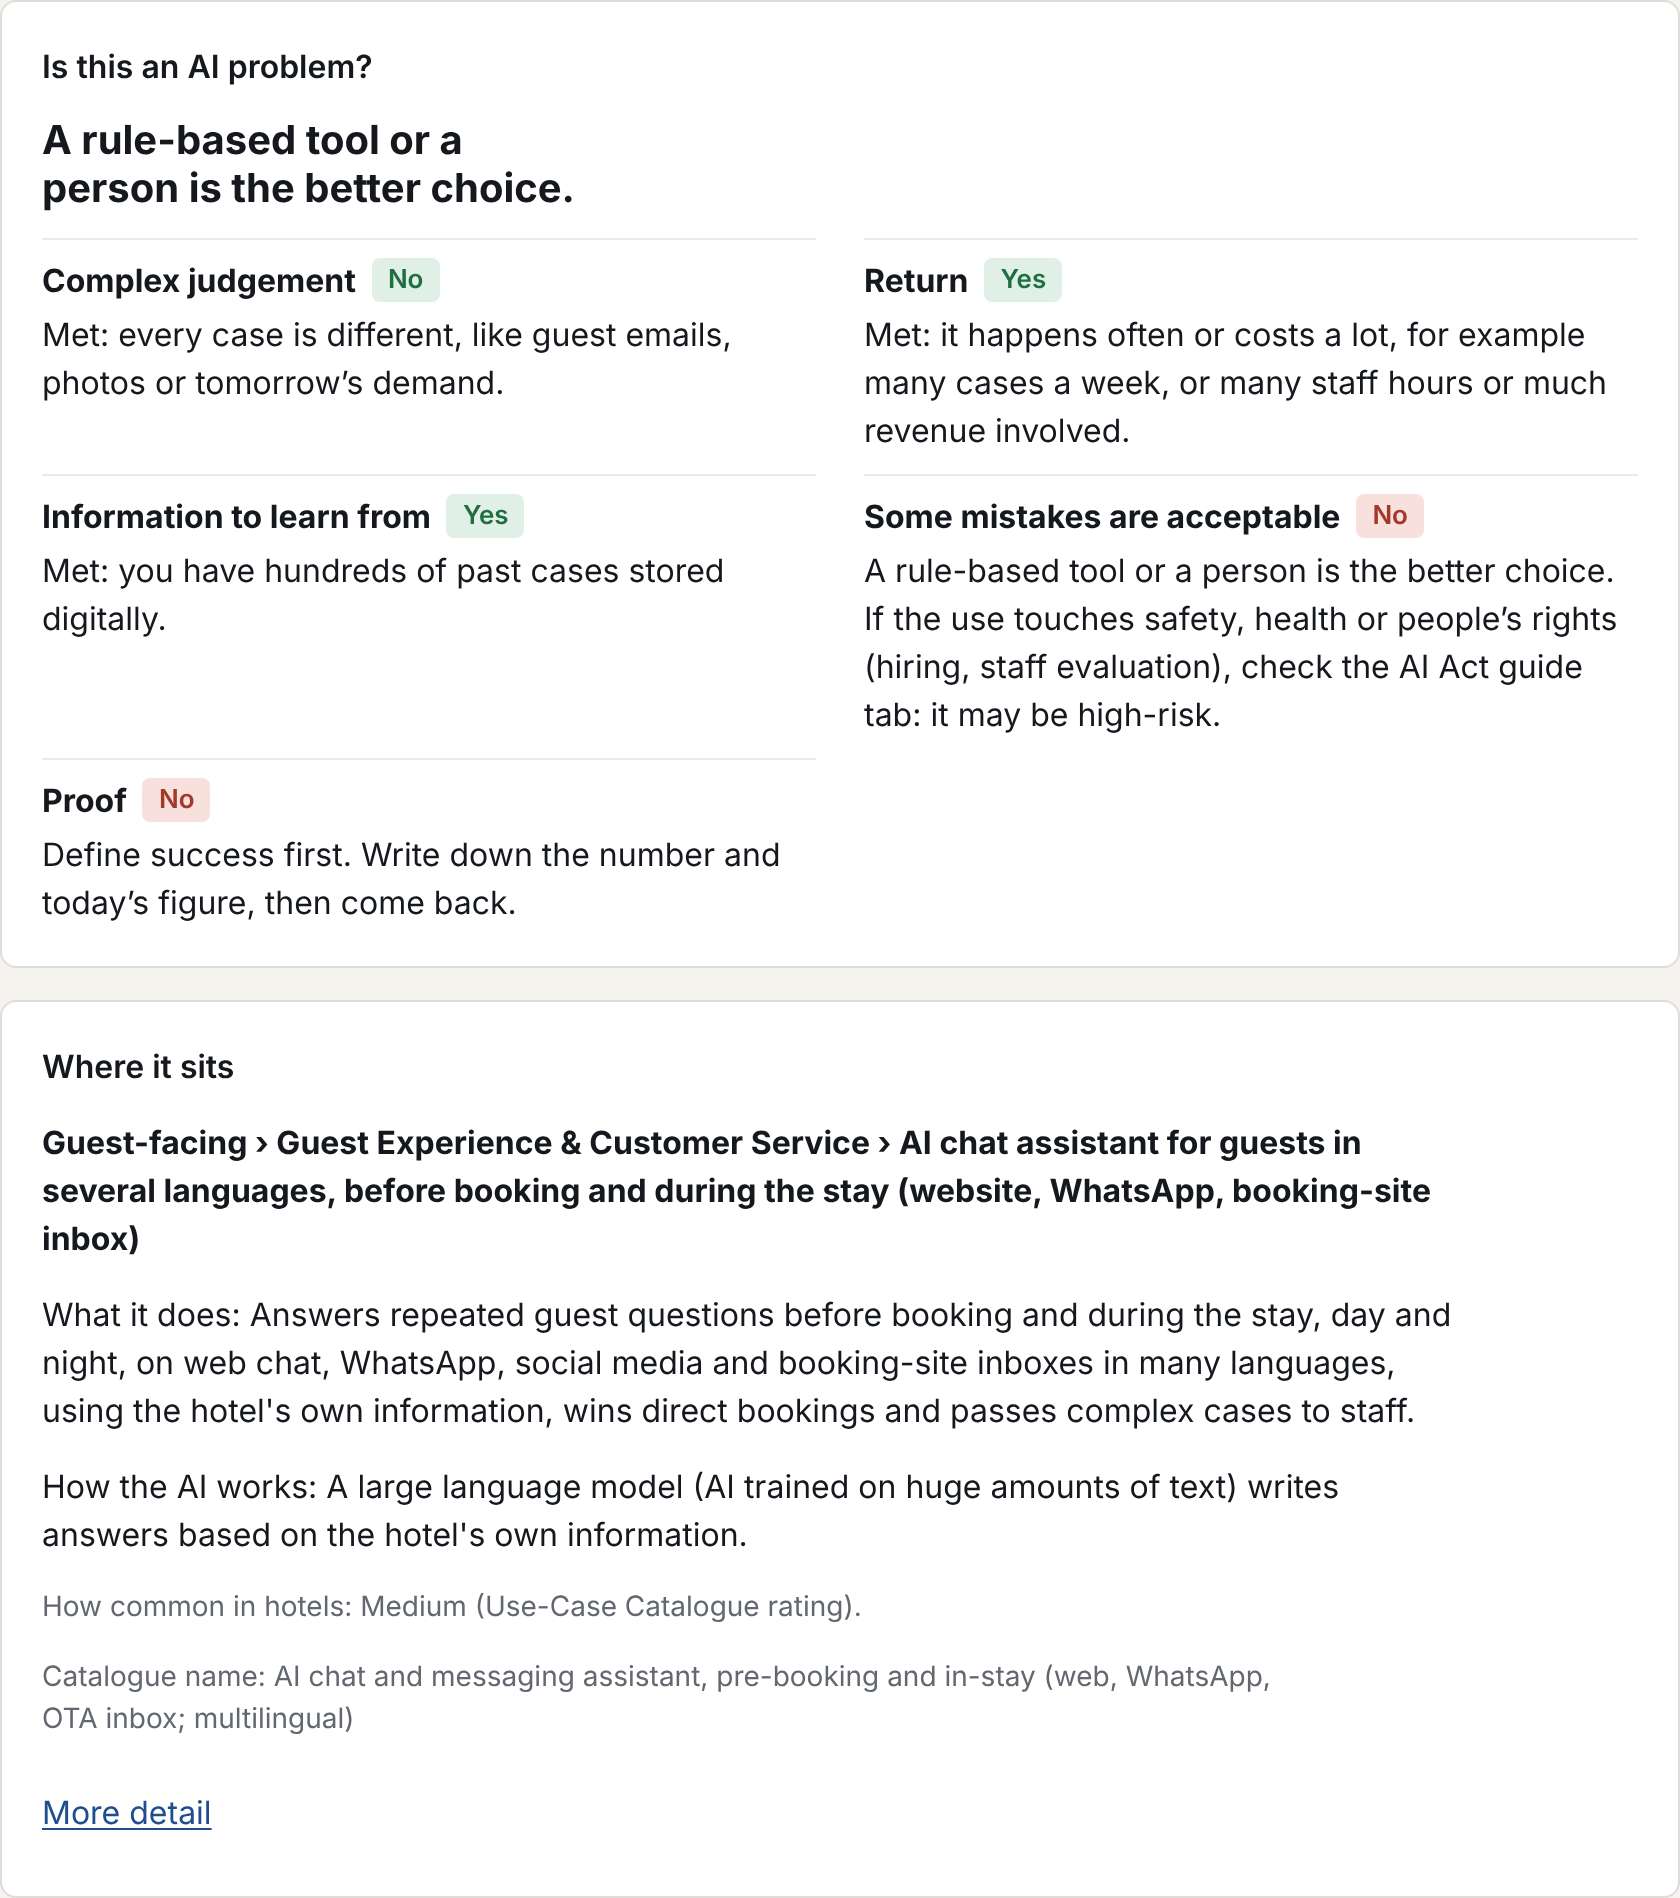 Is this an AI problem?
A rule-based tool or a
person is the better choice.
Complex judgement No
Met: every case is different, like guest emails,
photos or tomorrow’s demand.
Return Yes
Met: it happens often or costs a lot, for example
many cases a week, or many staff hours or much
revenue involved.
Information to learn from Yes
Met: you have hundreds of past cases stored
digitally.
Some mistakes are acceptable No
A rule-based tool or a person is the better choice.
If the use touches safety, health or people’s rights
(hiring, staff evaluation), check the AI Act guide
tab: it may be high-risk.
Proof No
Define success first. Write down the number and
today’s figure, then come back.
Where it sits
Guest-facing › Guest Experience & Customer Service › AI chat assistant for guests in
several languages, before booking and during the stay (website, WhatsApp, booking-site
inbox)
What it does: Answers repeated guest questions before booking and during the stay, day and
night, on web chat, WhatsApp, social media and booking-site inboxes in many languages,
using the hotel's own information, wins direct bookings and passes complex cases to staff.
How the AI works: A large language model (AI trained on huge amounts of text) writes
answers based on the hotel's own information.
How common in hotels: Medium (Use-Case Catalogue rating).
Catalogue name: AI chat and messaging assistant, pre-booking and in-stay (web, WhatsApp,
OTA inbox; multilingual)
More detail